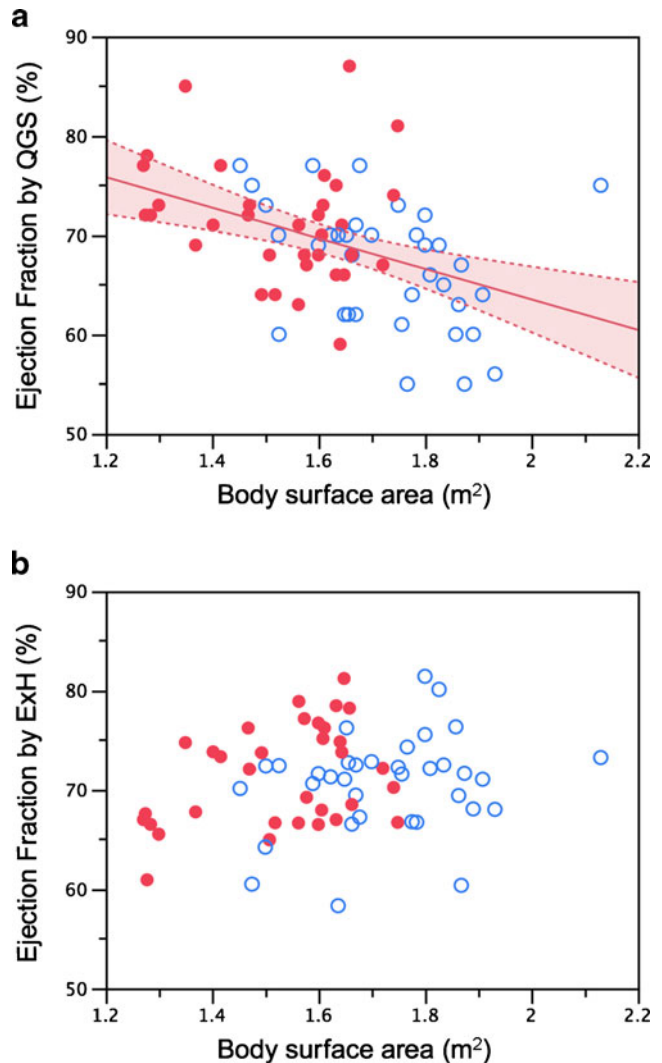 a
90
80
70
60
50
Ejection Fraction by QGS (%)
1.2 1.4 1.6 1.8 2 2.2
Body surface area (m²)
b
90
80
70
60
50
Ejection Fraction by ExH (%)
1.2 1.4 1.6 1.8 2 2.2
Body surface area (m²)